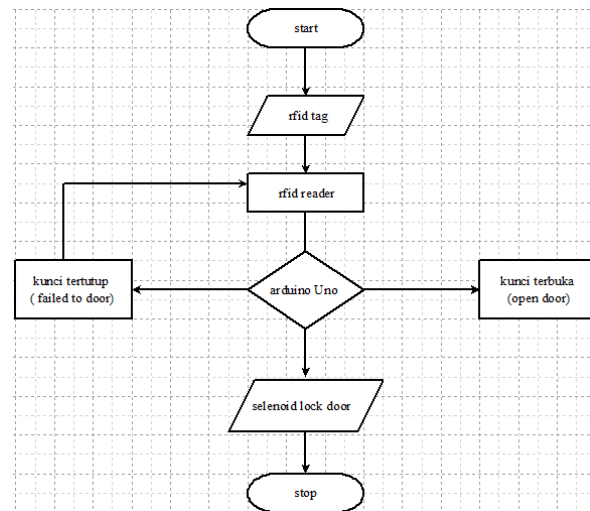 start
rfid tag
rfid reader
kunci tertutup
( failed to door)
arduino Uno
kunci terbuka
(open door)
selenoid lock door
stop